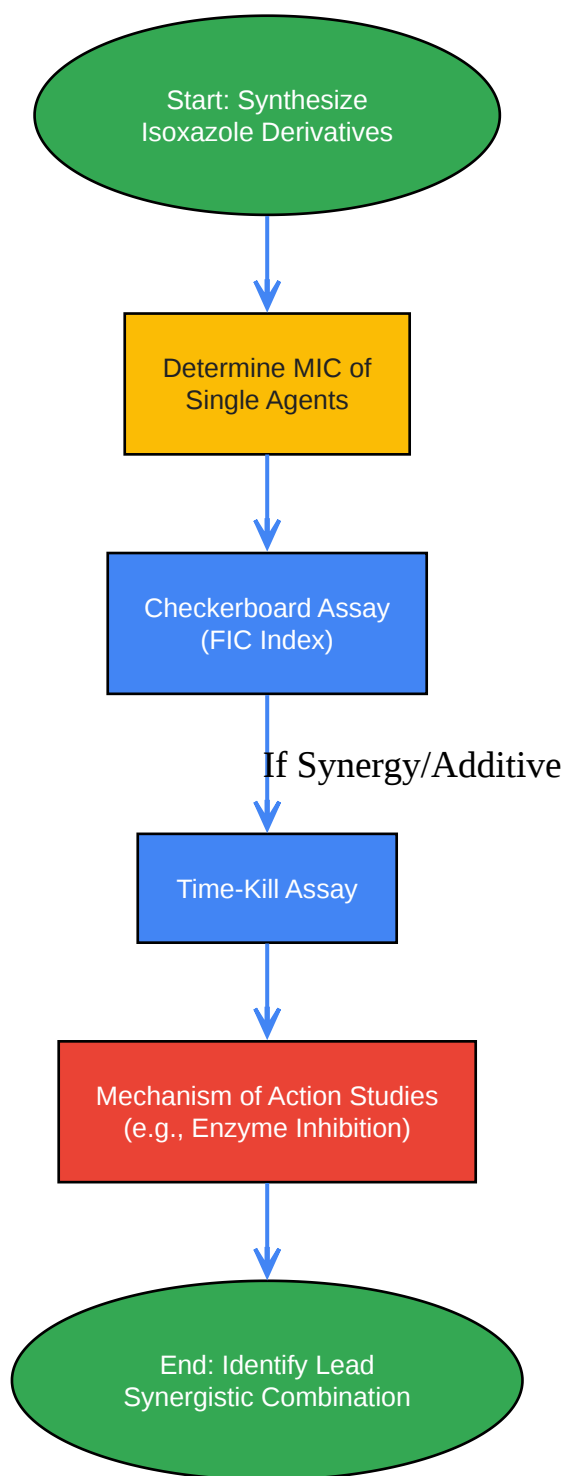 Start: Synthesize
Isoxazole Derivatives
Determine MIC of
Single Agents
Checkerboard Assay
(FIC Index)
If Synergy/Additive
Time-Kill Assay
Mechanism of Action Studies
(e.g., Enzyme Inhibition)
End: Identify Lead
Synergistic Combination